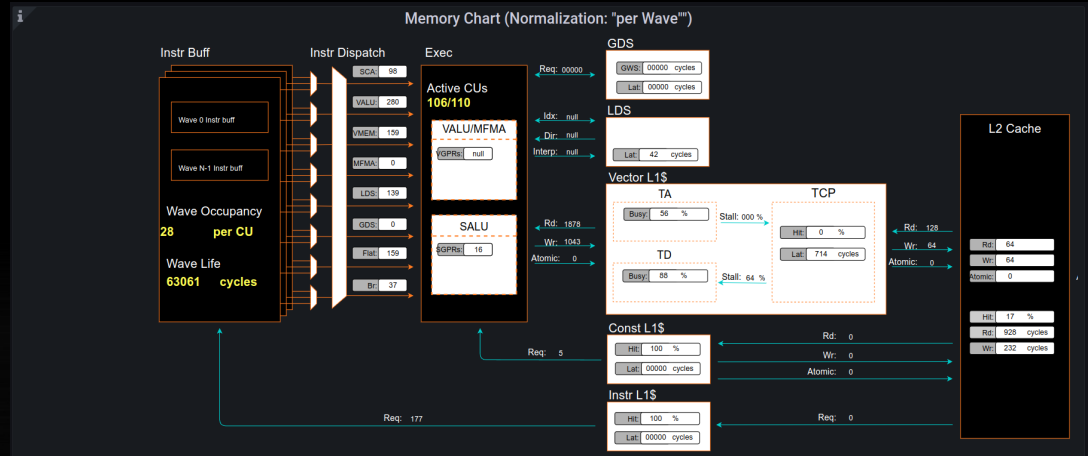 i
Memory Chart (Normalization: "per Wave"")
Instr Buff
Wave 0 Instr buff
Wave N-1 Instr buff
Wave Occupancy
28 per CU
Wave Life
63061 cycles
Instr Dispatch
SCA: 98
VALU: 280
VMEM: 159
MFMA: 0
LDS: 139
GDS: 0
Flat: 159
Br: 37
Exec
Active CUs
106/110
VALU/MFMA
VGPRs: null
SALU
SGPRs: 16
Req: 00000
Idx: null
Dir: null
Interp: null
Rd: 1878
Wr: 1043
Atomic: 0
Req: 5
Req: 177
GDS
GWS: 00000 cycles
Lat: 00000 cycles
LDS
Lat: 42 cycles
Vector L1$
TA
Busy: 56 %
TD
Busy: 88 %
Stall: 000 %
Stall: 64 %
TCP
Hit: 0 %
Lat: 714 cycles
Const L1$
Hit: 100 %
Lat: 00000 cycles
Instr L1$
Hit: 100 %
Lat: 00000 cycles
Rd: 128
Wr: 64
Atomic: 0
Rd: 0
Wr: 0
Atomic: 0
Req: 0
L2 Cache
Rd: 64
Wr: 64
Atomic: 0
Hit: 17 %
Rd: 928 cycles
Wr: 232 cycles